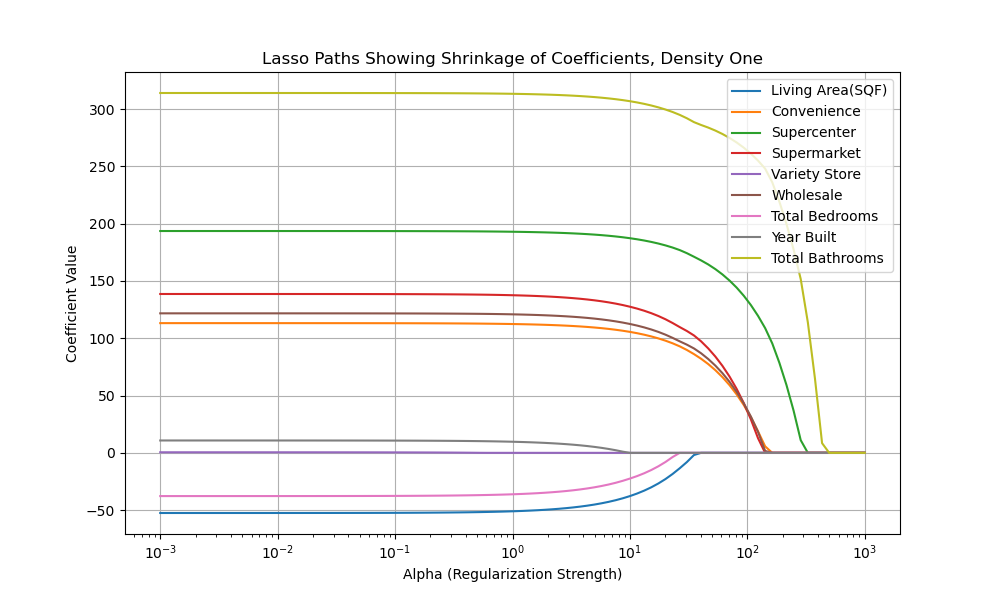 Lasso Paths Showing Shrinkage of Coefficients, Density One
Living Area(SQF)
Convenience
Supercenter
Supermarket
Variety Store
Wholesale
Total Bedrooms
Year Built
Total Bathrooms
Coefficient Value
300
250
200
150
100
50
0
−50
10⁻³
10⁻²
10⁻¹
10⁰
10¹
10²
10³
Alpha (Regularization Strength)